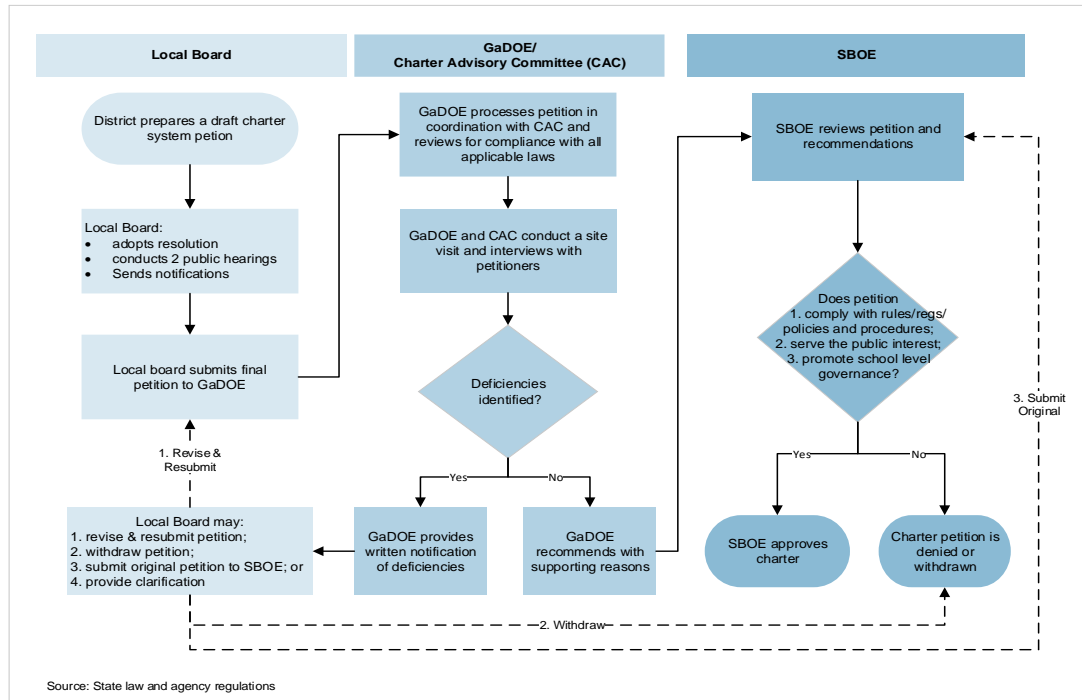 Local Board
GaDOE/
Charter Advisory Committee (CAC)
SBOE
District prepares a draft charter
system petion
Local Board:
• adopts resolution
• conducts 2 public hearings
• Sends notifications
Local board submits final
petition to GaDOE
1. Revise &
Resubmit
Local Board may:
1. revise & resubmit petition;
2. withdraw petition;
3. submit original petition to SBOE; or
4. provide clarification
GaDOE processes petition in
coordination with CAC and
reviews for compliance with all
applicable laws
GaDOE and CAC conduct a site
visit and interviews with
petitioners
Deficiencies
identified?
Yes
No
GaDOE provides
written notification
of deficiencies
GaDOE
recommends with
supporting reasons
SBOE reviews petition and
recommendations
Does petition
1. comply with rules/regs/
policies and procedures;
2. serve the public interest;
3. promote school level
governance?
Yes
No
SBOE approves
charter
Charter petition is
denied or
withdrawn
3. Submit
Original
2. Withdraw
Source: State law and agency regulations